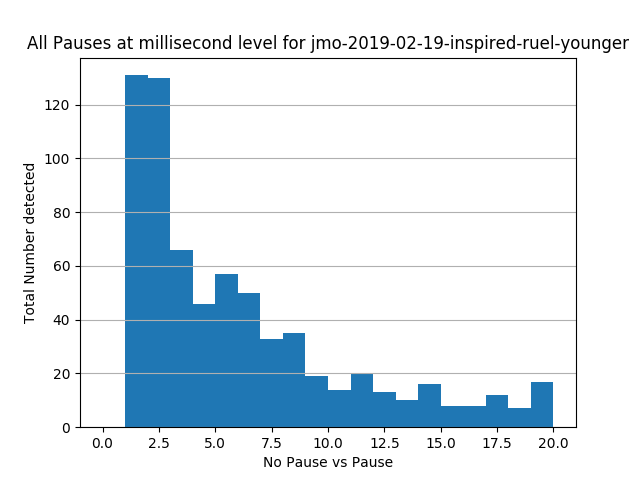 All Pauses at millisecond level for jmo-2019-02-19-inspired-ruel-younger
120
100
80
60
40
20
0
Total Number detected
0.0 2.5 5.0 7.5 10.0 12.5 15.0 17.5 20.0
No Pause vs Pause